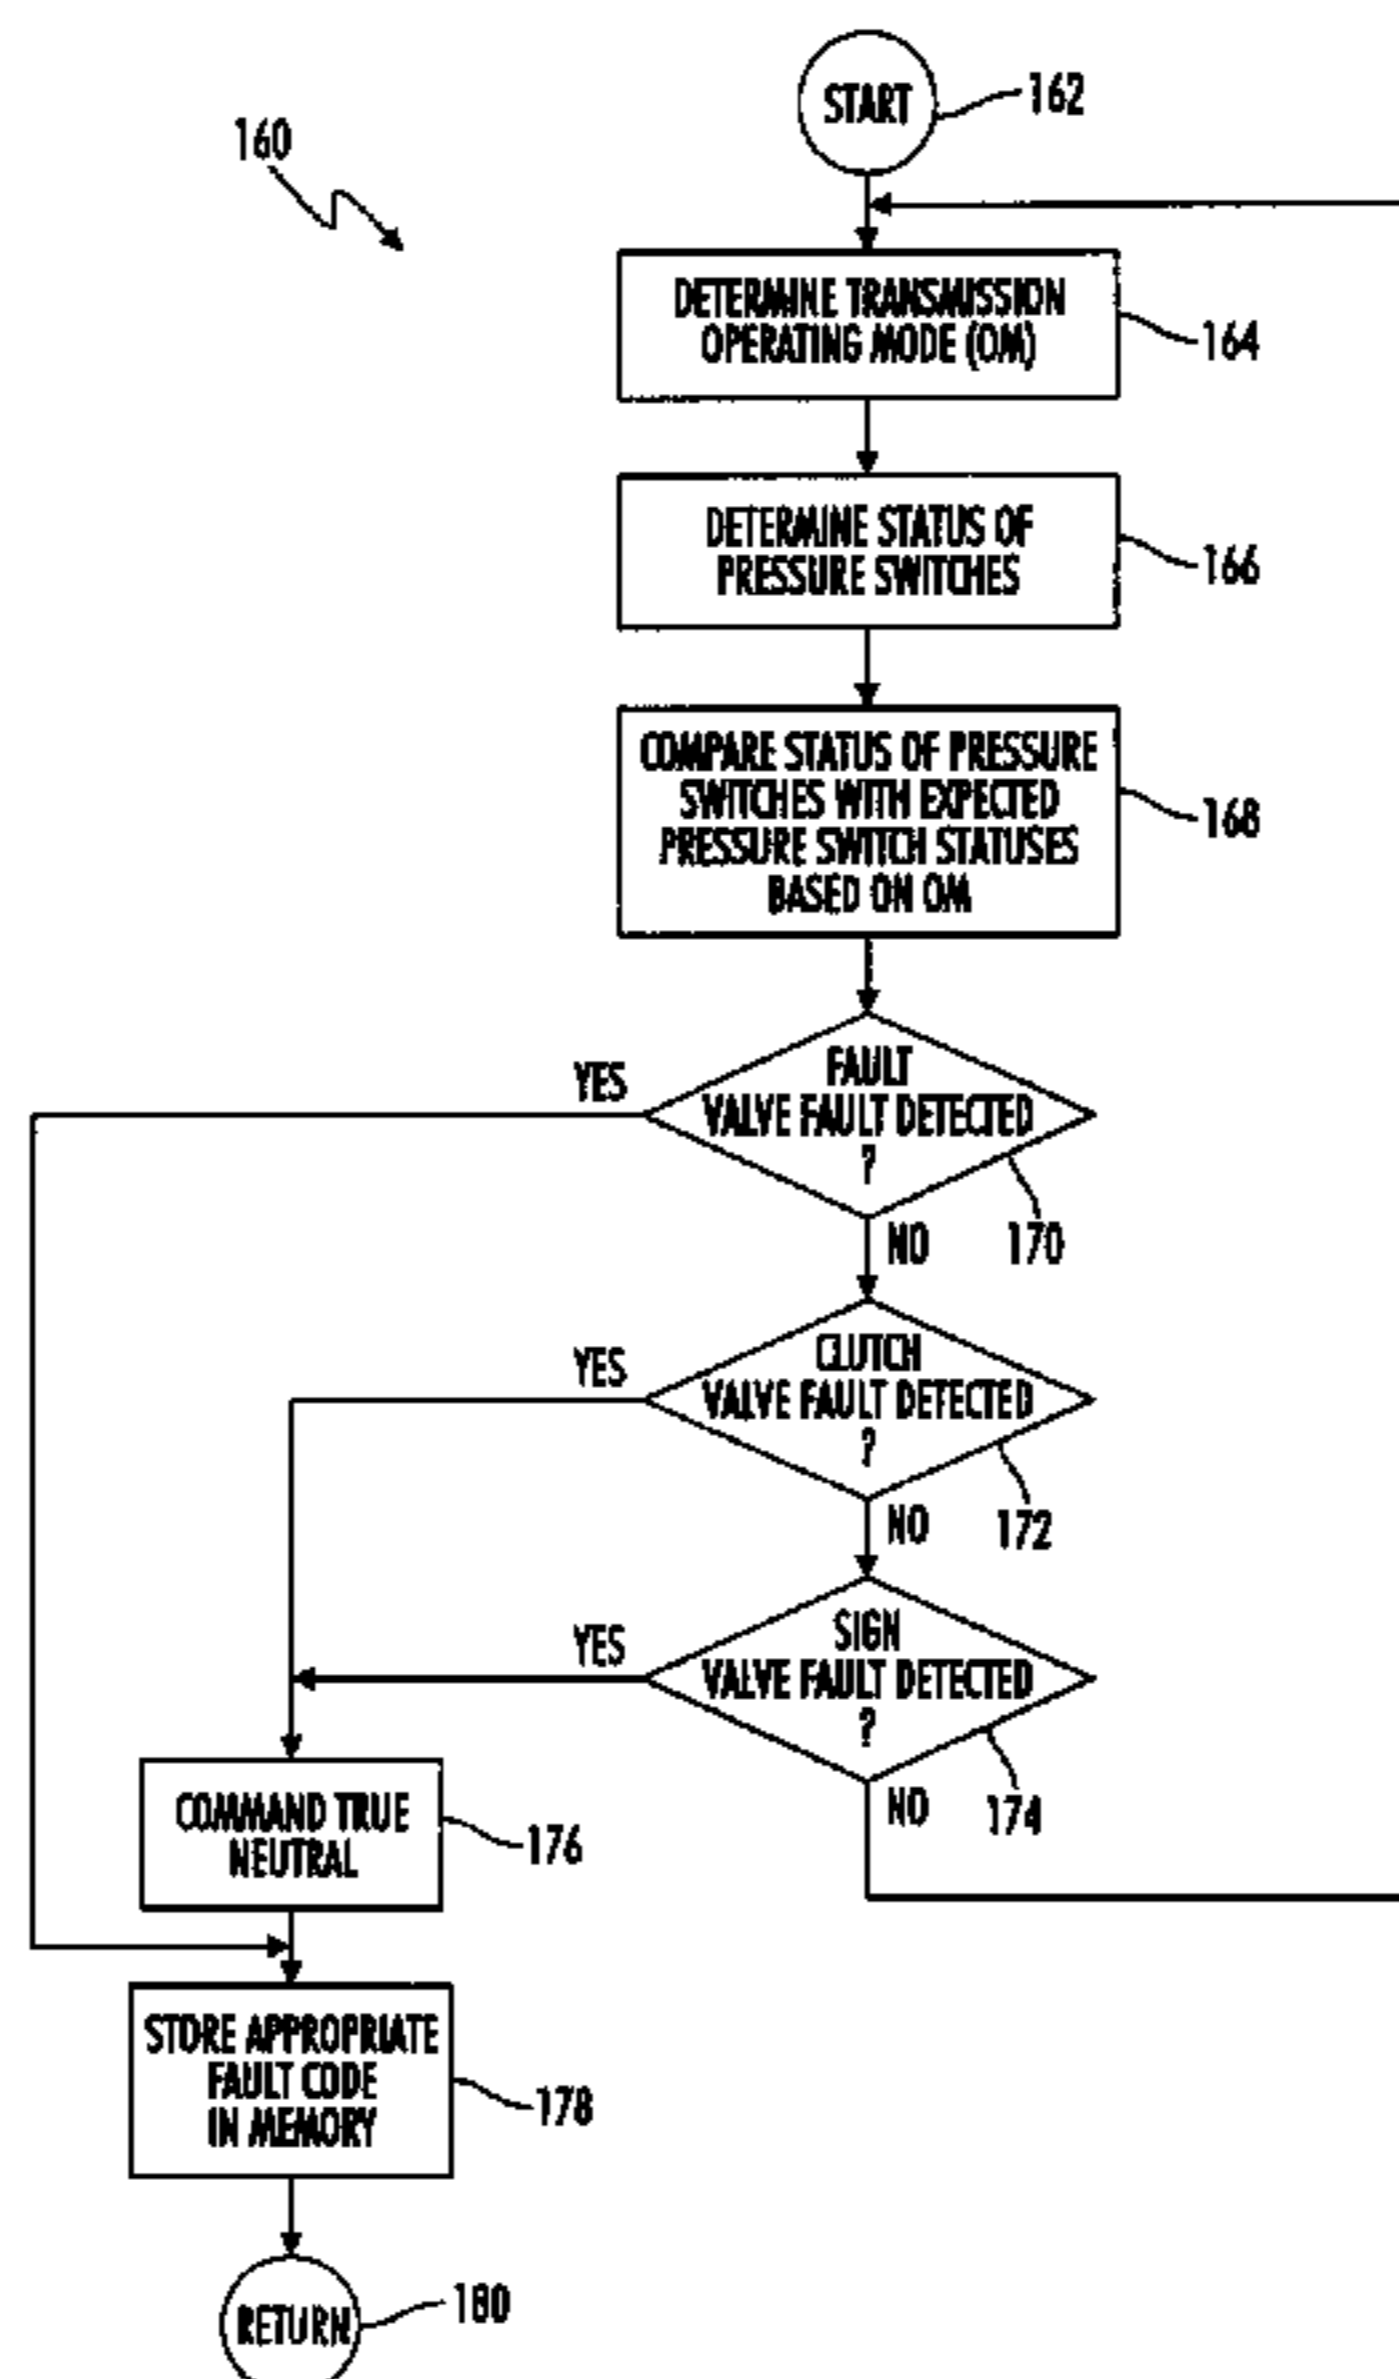 START
162
160
DETERMINE TRANSMISSION
OPERATING MODE (OM)
164
DETERMINE STATUS OF
PRESSURE SWITCHES
166
COMPARE STATUS OF PRESSURE
SWITCHES WITH EXPECTED
PRESSURE SWITCH STATUSES
BASED ON OM
168
FAULT
VALVE FAULT DETECTED
?
YES
NO
170
CLUTCH
VALVE FAULT DETECTED
?
YES
NO
172
SIGN
VALVE FAULT DETECTED
?
YES
NO
174
COMMAND TRUE
NEUTRAL
176
STORE APPROPRIATE
FAULT CODE
IN MEMORY
178
RETURN
180